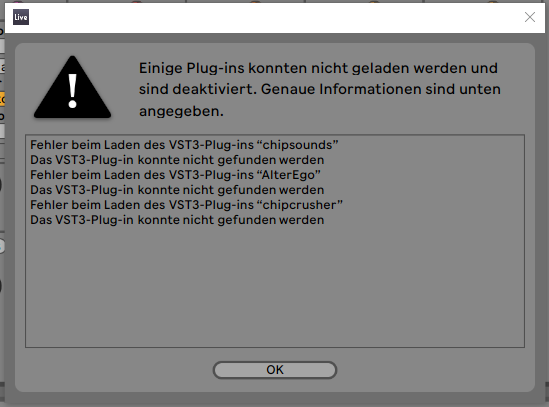 Live
Einige Plug-ins konnten nicht geladen werden und
sind deaktiviert. Genaue Informationen sind unten
angegeben.
Fehler beim Laden des VST3-Plug-ins “chipsounds”
Das VST3-Plug-in konnte nicht gefunden werden
Fehler beim Laden des VST3-Plug-ins “AlterEgo”
Das VST3-Plug-in konnte nicht gefunden werden
Fehler beim Laden des VST3-Plug-ins “chipcrusher”
Das VST3-Plug-in konnte nicht gefunden werden
OK